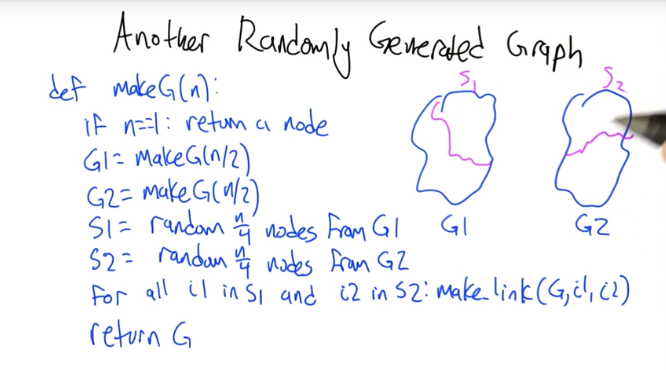 Another Randomly Generated Graph
def makeG(n):
if n==1: return a node
G1= makeG(n/2)
G2= makeG(n/2)
S1= random n/4 nodes from G1
S2= random n/4 nodes from G2
for all i1 in S1 and i2 in S2: make_link(G,i1,i2)
return G
S1
S2
G1
G2